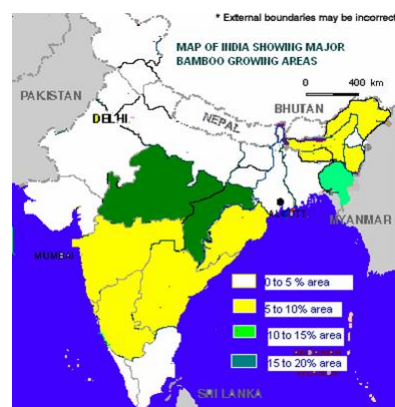 * External boundaries may be incorrect
MAP OF INDIA SHOWING MAJOR
BAMBOO GROWING AREAS
0 400 km
PAKISTAN
BHUTAN
NEPAL
DELHI
MYANMAR
MUMBAI
0 to 5 % area
5 to 10% area
10 to 15% area
15 to 20% area
SRI LANKA